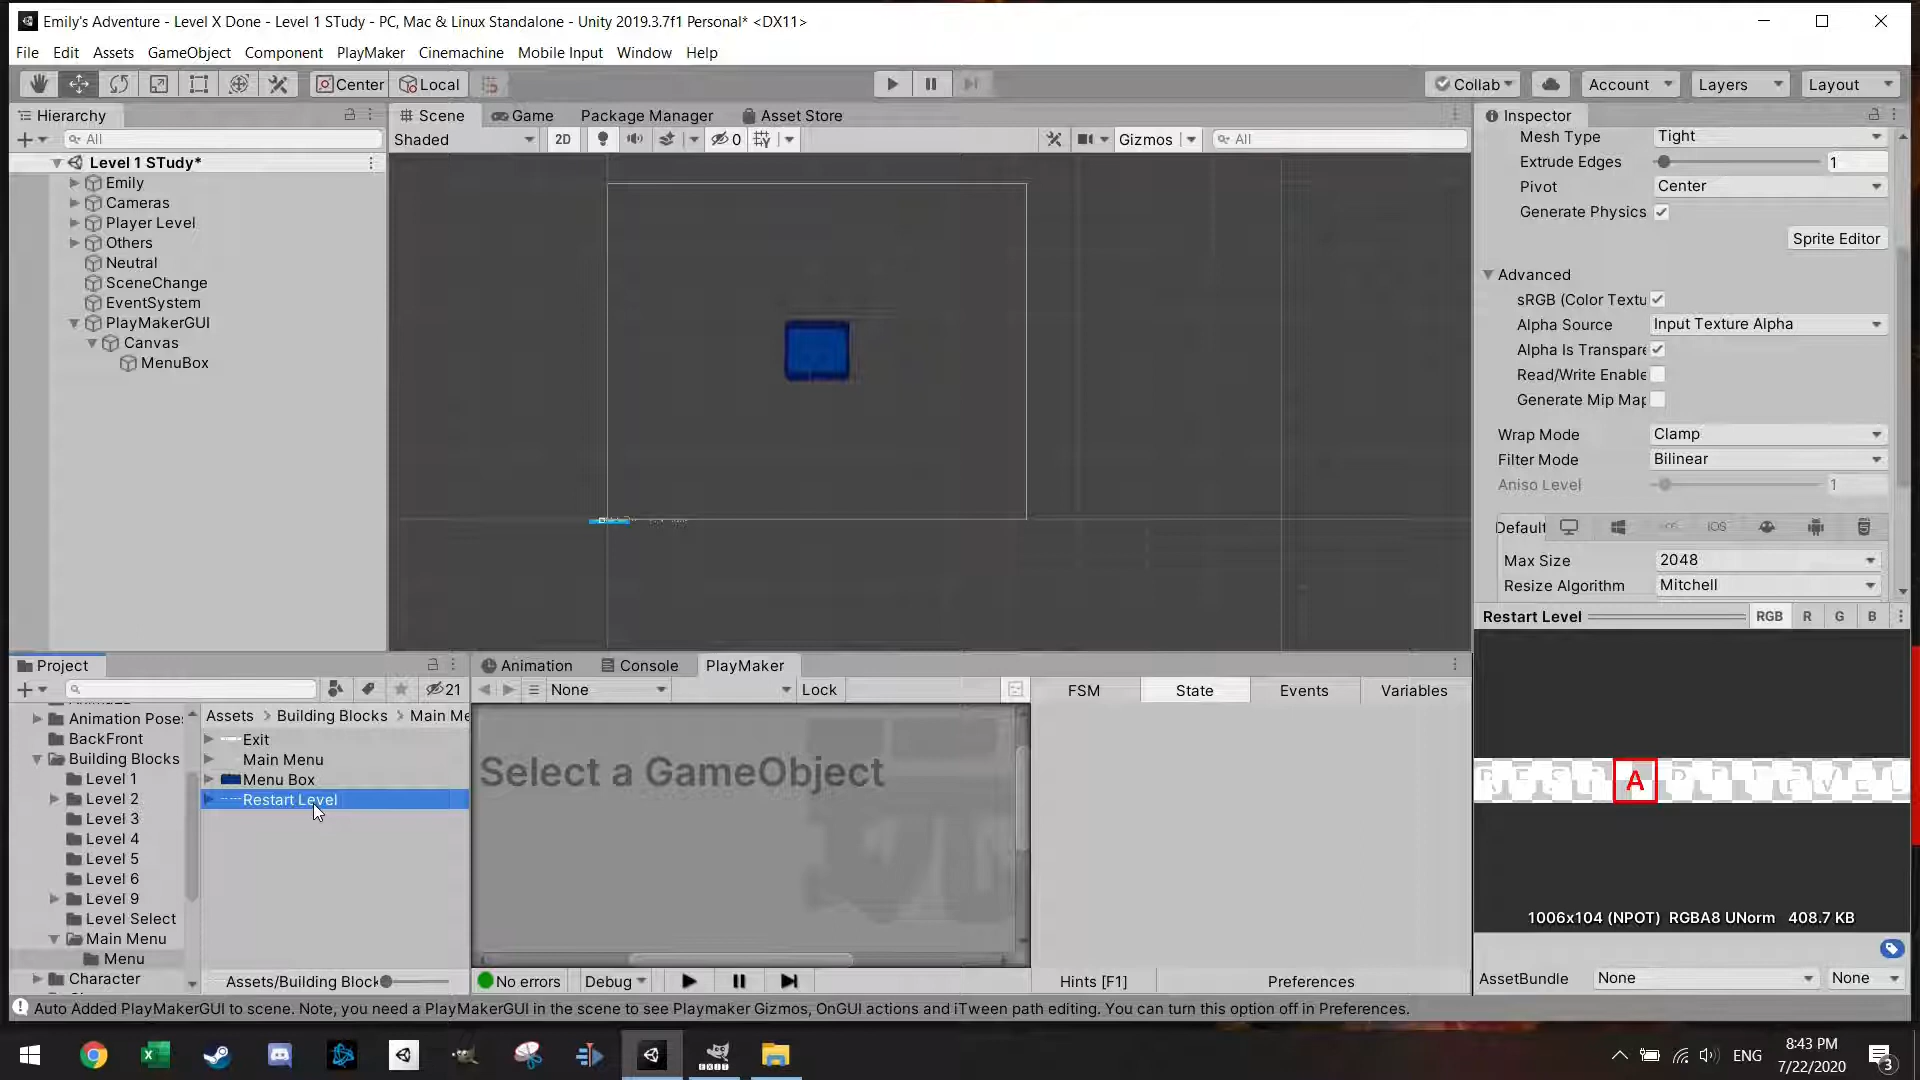 Emily's Adventure - Level X Done - Level 1 STudy - PC, Mac & Linux Standalone - Unity 2019.3.7f1 Personal* <DX11>
File Edit Assets GameObject Component PlayMaker Cinemachine Mobile Input Window Help
Center Local Collab Account Layers Layout
Hierarchy Scene Game Package Manager Asset Store Inspector
All Shaded 2D 0 Gizmos All
Mesh Type Tight
Level 1 STudy*
Extrude Edges 1
Emily
Pivot Center
Cameras
Generate Physics
Player Level
Sprite Editor
Others
Neutral
Advanced
SceneChange
sRGB (Color Textu
EventSystem
Alpha Source Input Texture Alpha
PlayMakerGUI
Canvas
Alpha Is Transpare
MenuBox
Read/Write Enable
Generate Mip Map
Wrap Mode Clamp
Filter Mode Bilinear
Aniso Level 1
Default iOS
Max Size 2048
Resize Algorithm Mitchell
Restart Level RGB R G B
Project Animation Console PlayMaker
21 None Lock FSM State Events Variables
Animation Poses Assets > Building Blocks > Main Me
BackFront Exit
Building Blocks Main Menu
Level 1 Menu Box
Level 2 Restart Level
Level 3
Level 4
Level 5
Level 6
Level 9
Level Select
Main Menu
Menu
Character
Select a GameObject
A
1006x104 (NPOT) RGBA8 UNorm 408.7 KB
Assets/Building Block No errors Debug Hints [F1] Preferences AssetBundle None None
Auto Added PlayMakerGUI to scene. Note, you need a PlayMakerGUI in the scene to see Playmaker Gizmos, OnGUI actions and iTween path editing. You can turn this option off in Preferences.
EXIT ENG 8:43 PM
7/22/2020 3